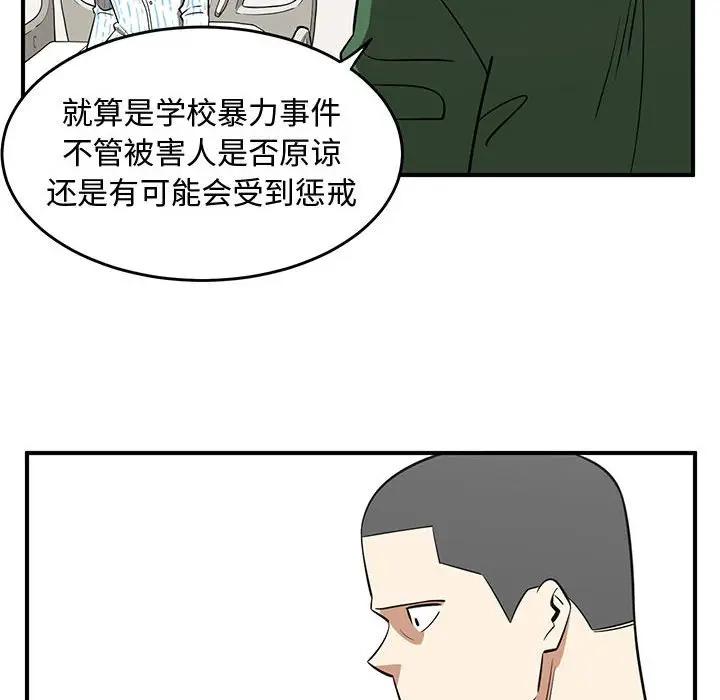 就算是学校暴力事件
不管被害人是否原谅
还是有可能会受到惩戒